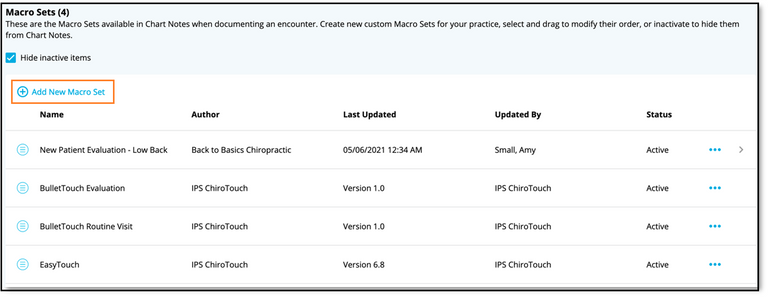 Macro Sets (4)
These are the Macro Sets available in Chart Notes when documenting an encounter. Create new custom Macro Sets for your practice, select and drag to modify their order, or inactivate to hide them
from Chart Notes.
Hide inactive items
Add New Macro Set
Name Author Last Updated Updated By Status
New Patient Evaluation - Low Back Back to Basics Chiropractic 05/06/2021 12:34 AM Small, Amy Active
BulletTouch Evaluation IPS ChiroTouch Version 1.0 IPS ChiroTouch Active
BulletTouch Routine Visit IPS ChiroTouch Version 1.0 IPS ChiroTouch Active
EasyTouch IPS ChiroTouch Version 6.8 IPS ChiroTouch Active